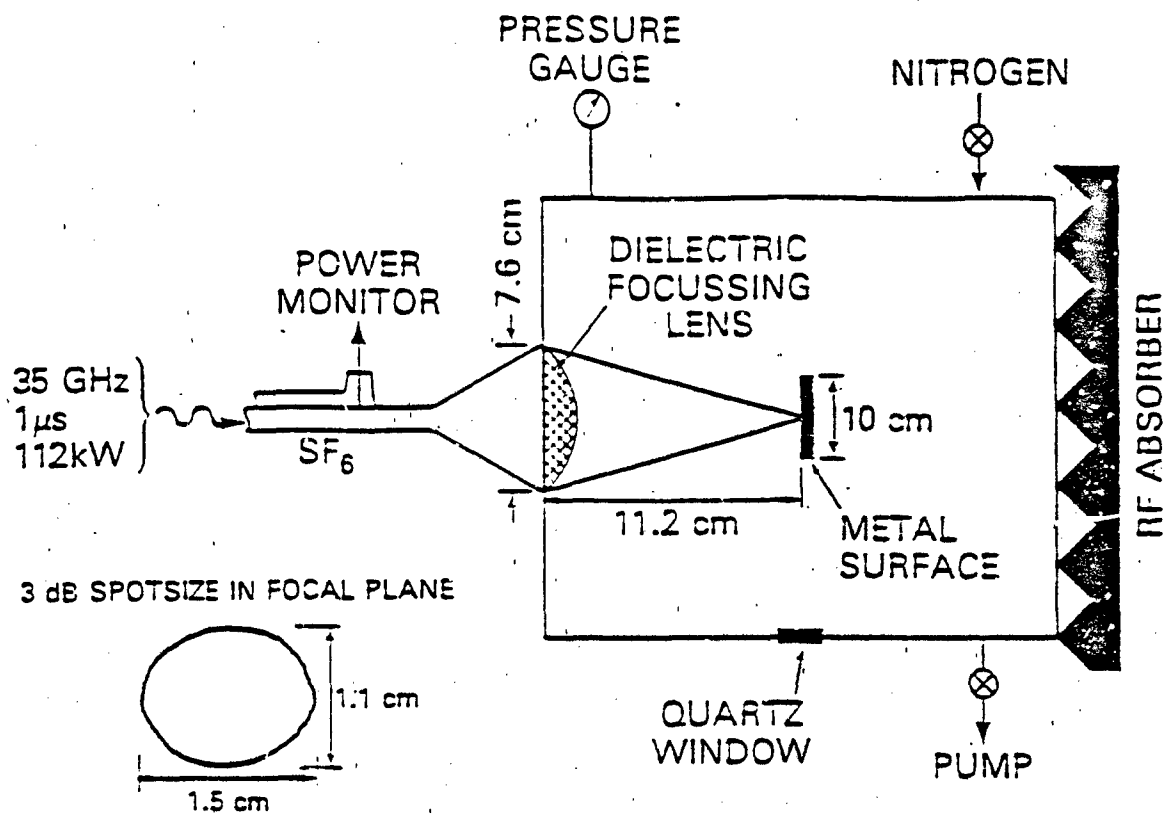 PRESSURE
GAUGE
NITROGEN
7.6 cm
DIELECTRIC
FOCUSSING
LENS
POWER
MONITOR
35 GHz
1μs
112kW
SF6
10 cm
11.2 cm
METAL
SURFACE
RF ABSORBER
3 dB SPOTSIZE IN FOCAL PLANE
1.1 cm
1.5 cm
QUARTZ
WINDOW
PUMP